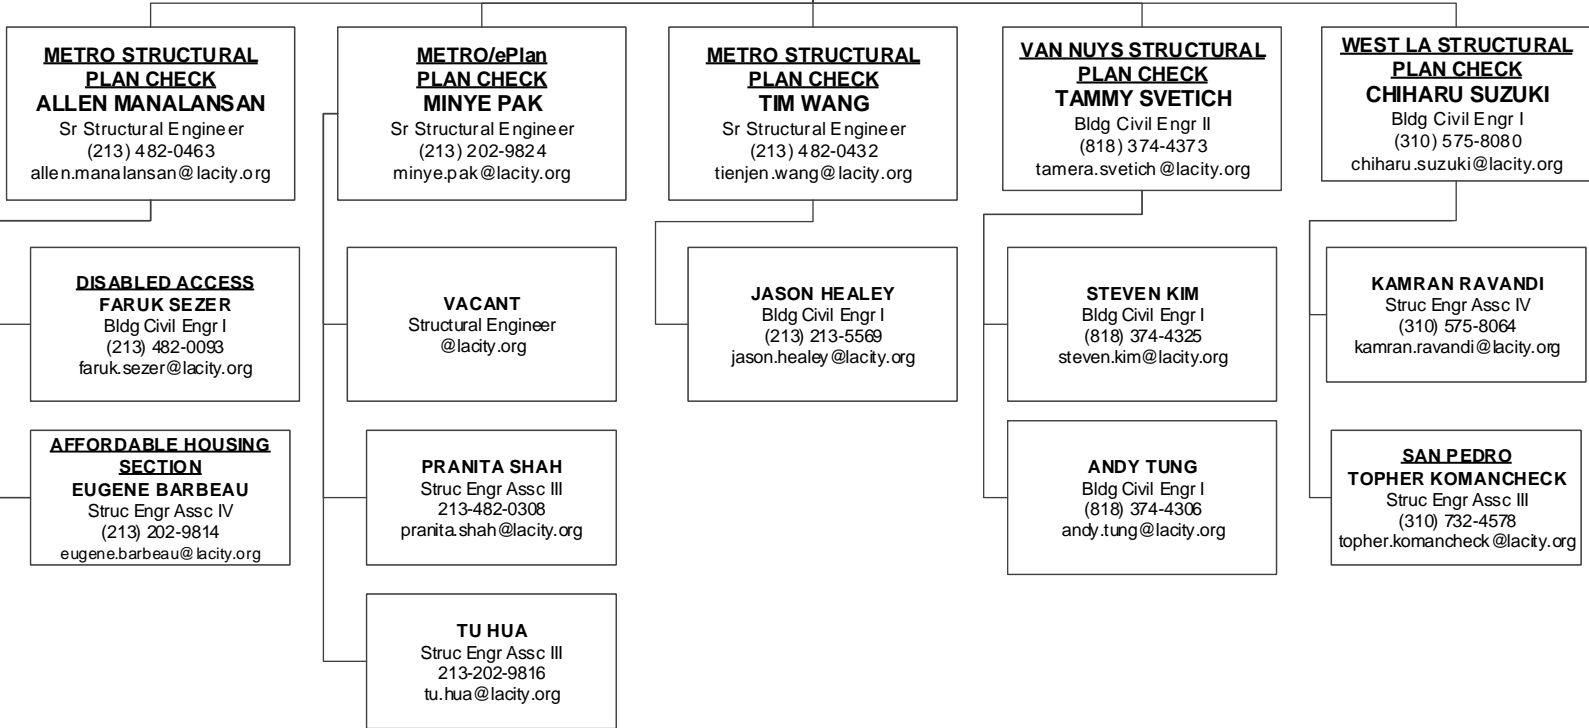 METRO STRUCTURAL
PLAN CHECK
ALLEN MANALANSAN
Sr Structural Engineer
(213) 482-0463
allen.manalansan@lacity.org
METRO/ePlan
PLAN CHECK
MINYE PAK
Sr Structural Engineer
(213) 202-9824
minye.pak@lacity.org
METRO STRUCTURAL
PLAN CHECK
TIM WANG
Sr Structural Engineer
(213) 482-0432
tienjen.wang@lacity.org
VAN NUYS STRUCTURAL
PLAN CHECK
TAMMY SVETICH
Bldg Civil Engr II
(818) 374-4373
tamera.svetich@lacity.org
WEST LA STRUCTURAL
PLAN CHECK
CHIHARU SUZUKI
Bldg Civil Engr I
(310) 575-8080
chiharu.suzuki@lacity.org
DISABLED ACCESS
FARUK SEZER
Bldg Civil Engr I
(213) 482-0093
faruk.sezer@lacity.org
VACANT
Structural Engineer
@lacity.org
JASON HEALEY
Bldg Civil Engr I
(213) 213-5569
jason.healey@lacity.org
STEVEN KIM
Bldg Civil Engr I
(818) 374-4325
steven.kim@lacity.org
KAMRAN RAVANDI
Struc Engr Assc IV
(310) 575-8064
kamran.ravandi@lacity.org
AFFORDABLE HOUSING
SECTION
EUGENE BARBEAU
Struc Engr Assc IV
(213) 202-9814
eugene.barbeau@lacity.org
PRANITA SHAH
Struc Engr Assc III
213-482-0308
pranita.shah@lacity.org
ANDY TUNG
Bldg Civil Engr I
(818) 374-4306
andy.tung@lacity.org
SAN PEDRO
TOPHER KOMANCHECK
Struc Engr Assc III
(310) 732-4578
topher.komancheck@lacity.org
TU HUA
Struc Engr Assc III
213-202-9816
tu.hua@lacity.org